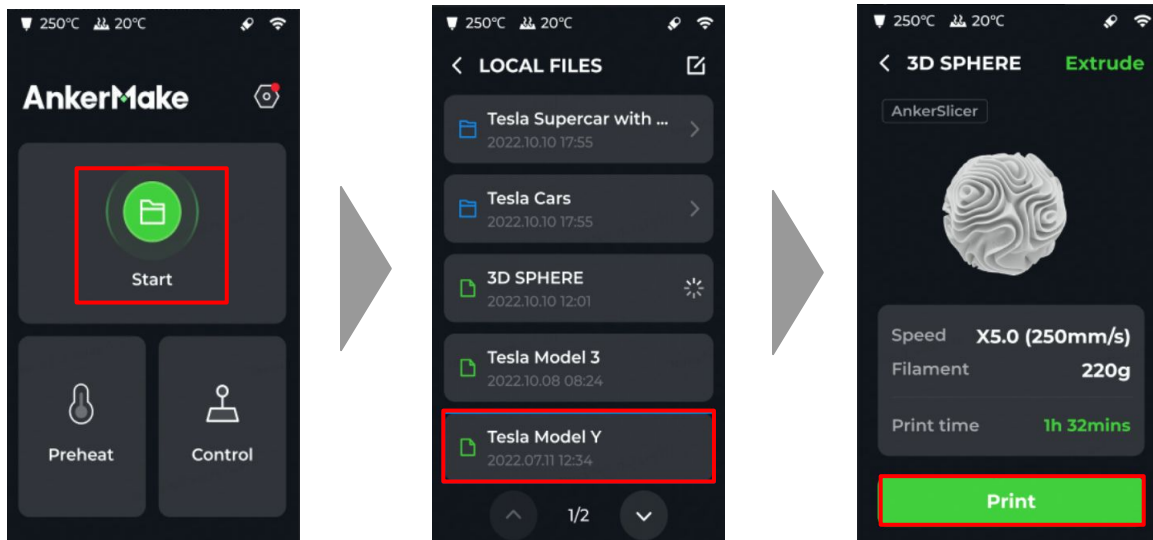 250°C 20°C
AnkerMake
Start
Preheat
Control
250°C 20°C
LOCAL FILES
Tesla Supercar with ...
2022.10.10 17:55
Tesla Cars
2022.10.10 17:55
3D SPHERE
2022.10.10 12:01
Tesla Model 3
2022.10.08 08:24
Tesla Model Y
2022.07.11 12:34
1/2
250°C 20°C
3D SPHERE Extrude
AnkerSlicer
Speed X5.0 (250mm/s)
Filament 220g
Print time 1h 32mins
Print